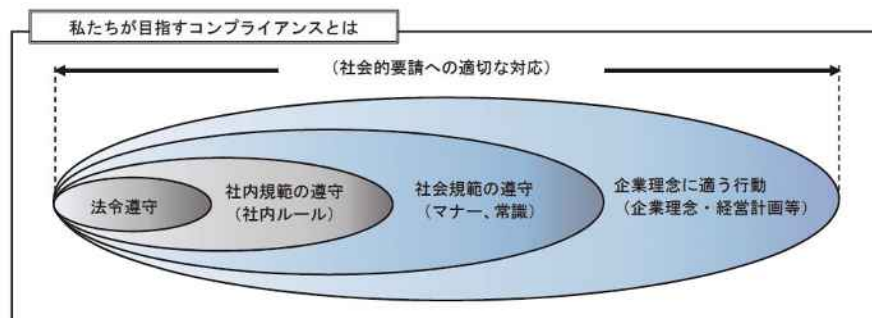 私たちが目指すコンプライアンスとは
(社会的要請への適切な対応)
法令遵守
社内規範の遵守
(社内ルール)
社会規範の遵守
(マナー、常識)
企業理念に適う行動
(企業理念・経営計画等)